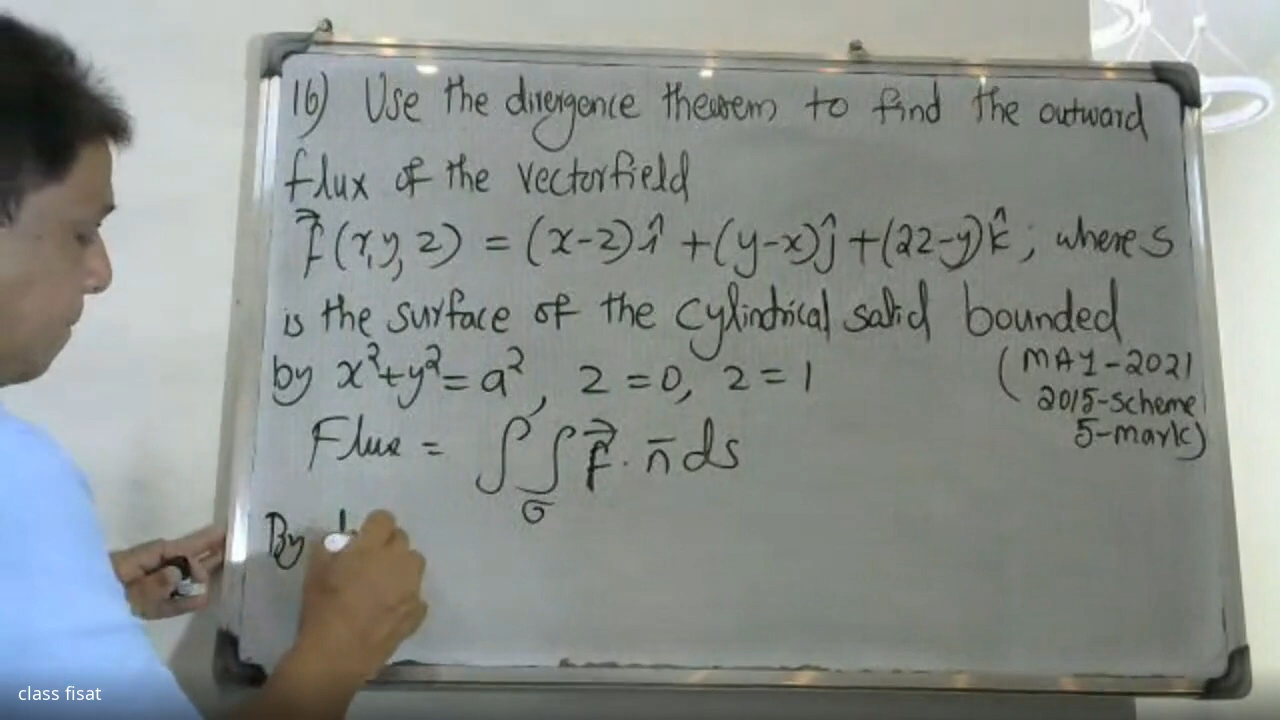 16) Use the divergence theorem to find the outward
flux of the vectorfield
F⃗(x,y,z) = (x-z)î + (y-x)ĵ + (2z-y)k̂ ; where S
is the surface of the cylindrical solid bounded
by x²+y²=a², z=0, z=1
(MAY-2021
2015-scheme
5-mark)
Flux = ∫∫ F⃗ . n̄ ds
σ
By
class fisat